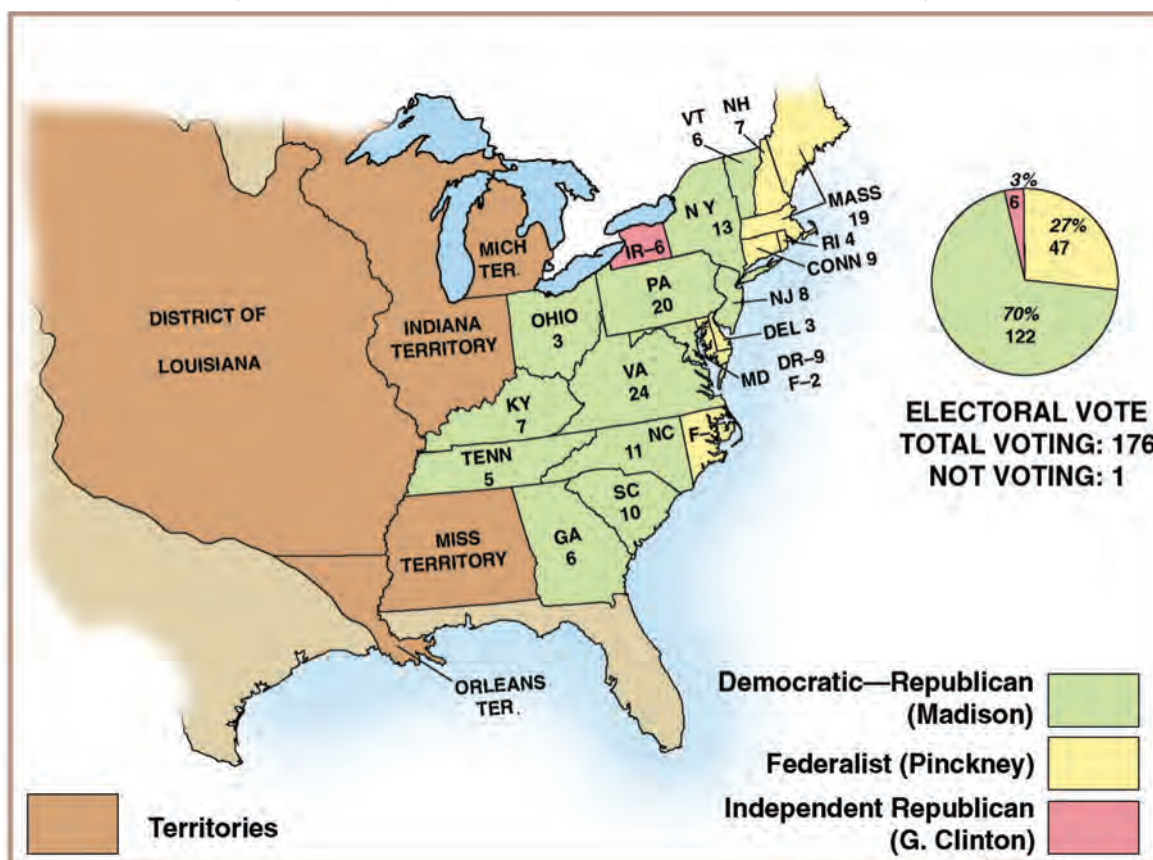 VT
6
NH
7
MASS
19
N Y
13
RI 4
CONN 9
IR–6
MICH
TER.
PA
20
NJ 8
DISTRICT OF
LOUISIANA
INDIANA
TERRITORY
OHIO
3
DEL 3
MD
DR–9
F–2
VA
24
KY
7
NC
11
F–3
TENN
5
SC
10
MISS
TERRITORY
GA
6
ORLEANS
TER.
3%
6
27%
47
70%
122
ELECTORAL VOTE
TOTAL VOTING: 176
NOT VOTING: 1
Democratic—Republican
(Madison)
Federalist (Pinckney)
Independent Republican
(G. Clinton)
Territories